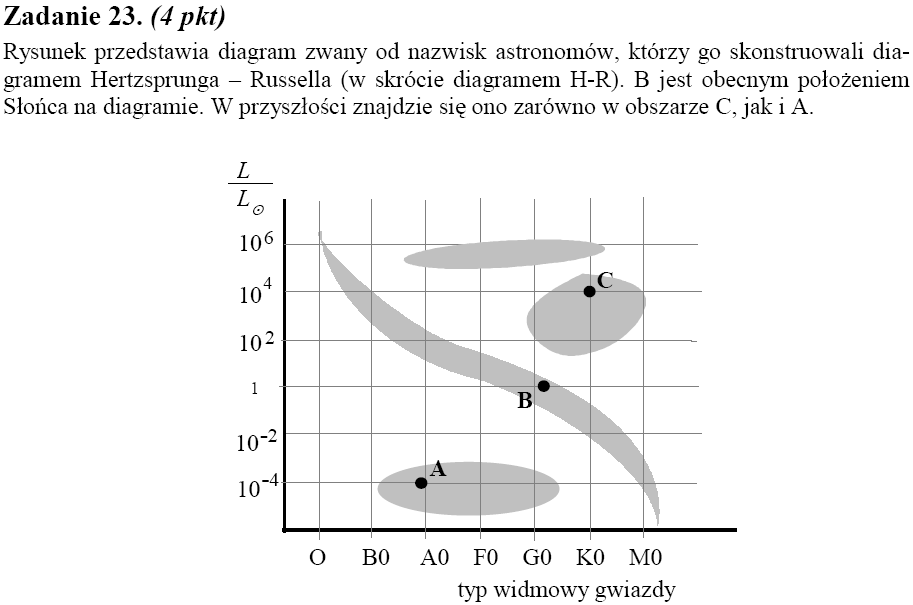 Zadanie 23. (4 pkt)
Rysunek przedstawia diagram zwany od nazwisk astronomów, którzy go skonstruowali dia-
gramem Hertzsprunga – Russella (w skrócie diagramem H-R). B jest obecnym położeniem
Słońca na diagramie. W przyszłości znajdzie się ono zarówno w obszarze C, jak i A.
L
L⊙
10⁶
C
10⁴
10²
1
B
10⁻²
A
10⁻⁴
O B0 A0 F0 G0 K0 M0
typ widmowy gwiazdy